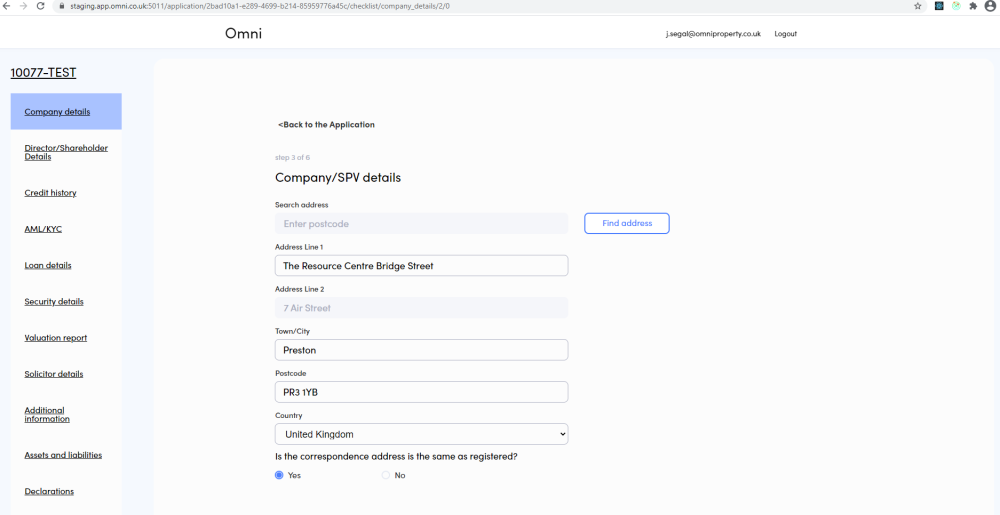 staging.app.omni.co.uk:5011/application/2bad10a1-e289-4699-b214-85959776a45c/checklist/company_details/2/0
Omni
j.segal@omniproperty.co.uk Logout
10077-TEST
Company details
Director/Shareholder
Details
Credit history
AML/KYC
Loan details
Security details
Valuation report
Solicitor details
Additional
information
Assets and liabilities
Declarations
<Back to the Application
step 3 of 6
Company/SPV details
Search address
Enter postcode
Find address
Address Line 1
The Resource Centre Bridge Street
Address Line 2
7 Air Street
Town/City
Preston
Postcode
PR3 1YB
Country
United Kingdom
Is the correspondence address is the same as registered?
Yes No